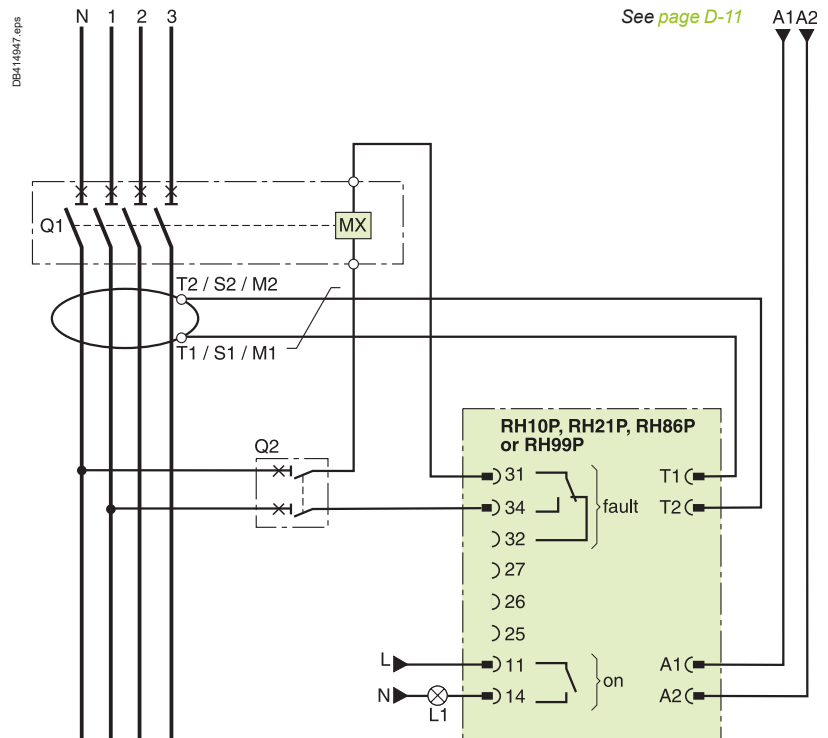 DB414947.eps
N 1 2 3
See page D-11
A1 A2
Q1
MX
T2 / S2 / M2
T1 / S1 / M1
Q2
RH10P, RH21P, RH86P
or RH99P
31
T1
34
fault
T2
32
27
26
25
L
11
A1
on
N
14
A2
L1